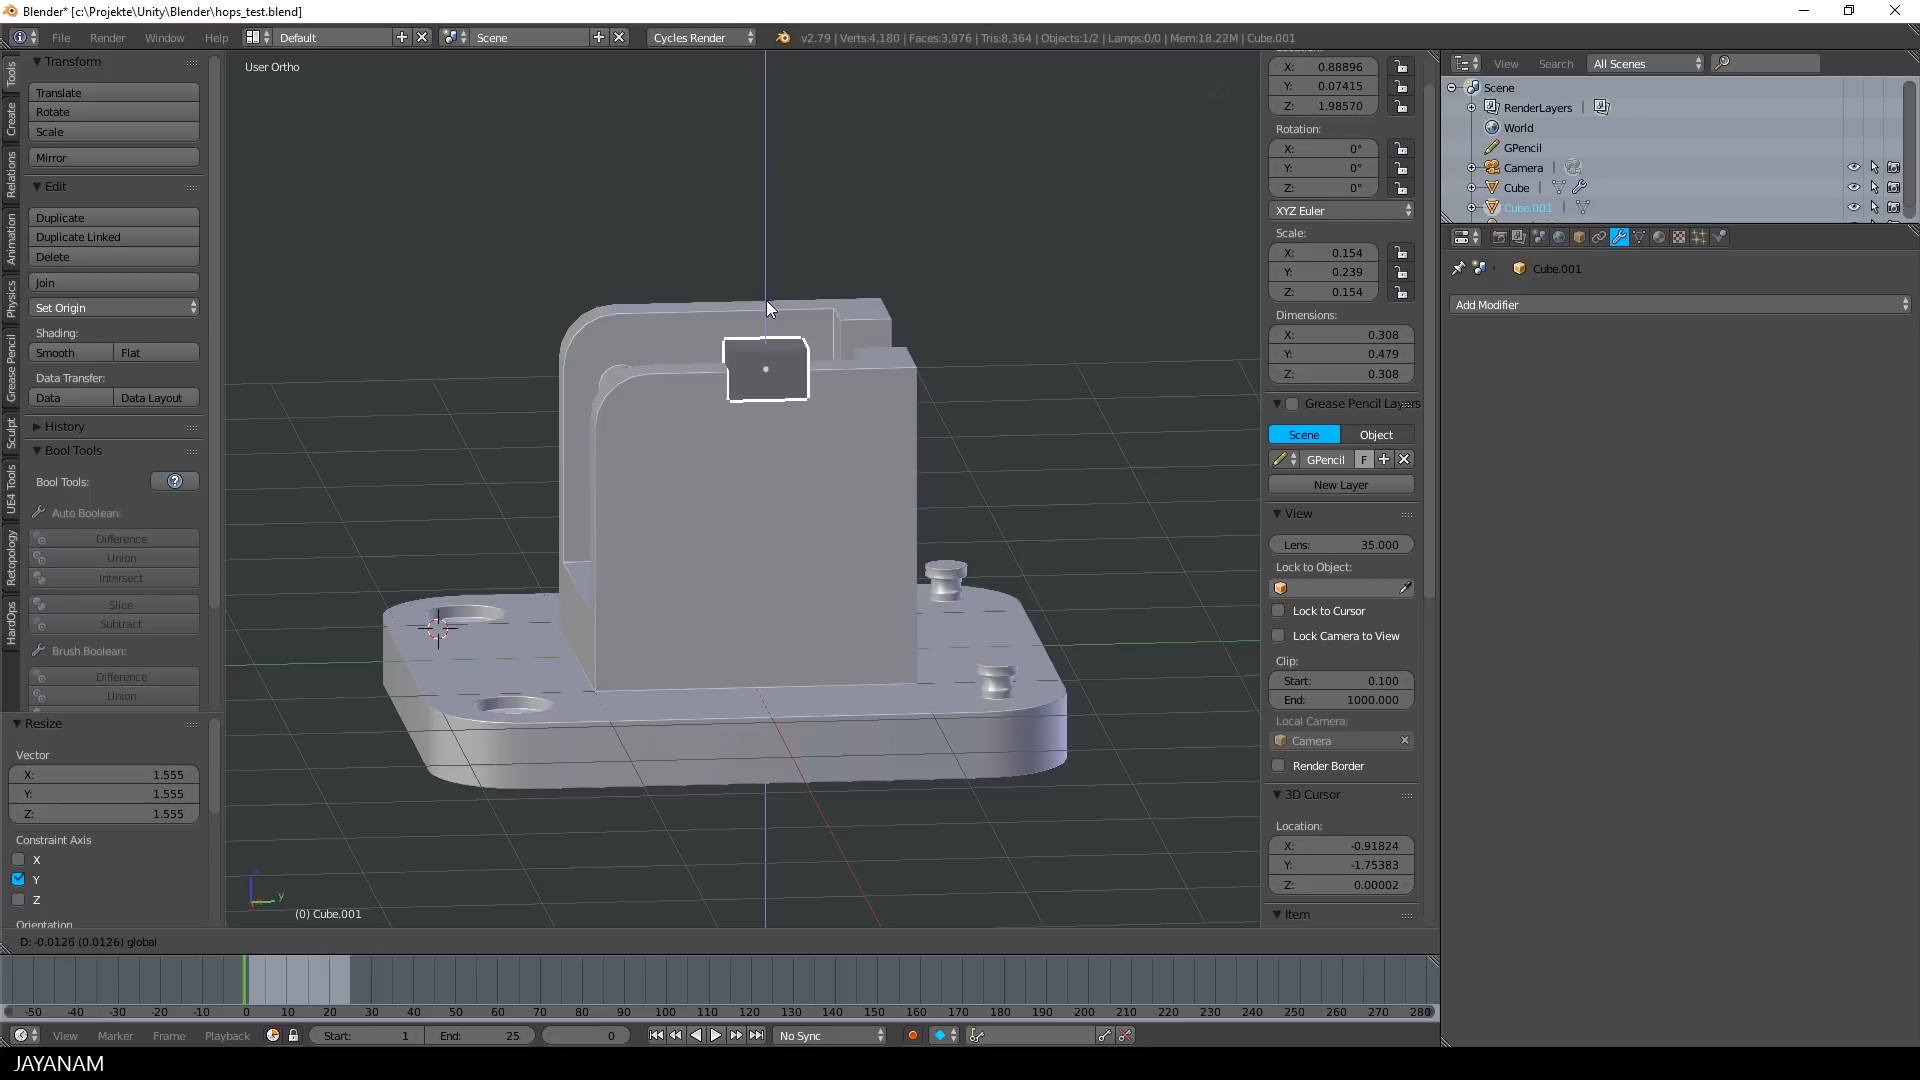 Blender* [c:\Projekte\Unity\Blender\hops_test.blend]
File Render Window Help Default Scene Cycles Render v2.79 | Verts:4,180 | Faces:3,976 | Tris:8,364 | Objects:1/2 | Lamps:0/0 | Mem:18.22M | Cube.001
Tools
Create
Relations
Animation
Physics
Grease Pencil
Sculpt
UE4 Tools
Retopology
HardOps
Transform
Translate
Rotate
Scale
Mirror
Edit
Duplicate
Duplicate Linked
Delete
Join
Set Origin
Shading:
Smooth Flat
Data Transfer:
Data Data Layout
History
Bool Tools
Bool Tools:
Auto Boolean:
Difference
Union
Intersect
Slice
Subtract
Brush Boolean:
Difference
Union
Resize
Vector
X: 1.555
Y: 1.555
Z: 1.555
Constraint Axis
X
Y
Z
Orientation
User Ortho
y
(0) Cube.001
D: -0.0126 (0.0126) global
X: 0.88896
Y: 0.07415
Z: 1.98570
Rotation:
X: 0°
Y: 0°
Z: 0°
XYZ Euler
Scale:
X: 0.154
Y: 0.239
Z: 0.154
Dimensions:
X: 0.308
Y: 0.479
Z: 0.308
Grease Pencil Layers
Scene Object
GPencil F
New Layer
View
Lens: 35.000
Lock to Object:
Lock to Cursor
Lock Camera to View
Clip:
Start: 0.100
End: 1000.000
Local Camera:
Camera
Render Border
3D Cursor
Location:
X: -0.91824
Y: -1.75383
Z: 0.00002
Item
View Search All Scenes
Scene
RenderLayers
World
GPencil
Camera
Cube
Cube.001
Cube.001
Add Modifier
-50 -40 -30 -20 -10 0 10 20 30 40 50 60 70 80 90 100 110 120 130 140 150 160 170 180 190 200 210 220 230 240 250 260 270 280
View Marker Frame Playback Start: 1 End: 25 0 No Sync
JAYANAM